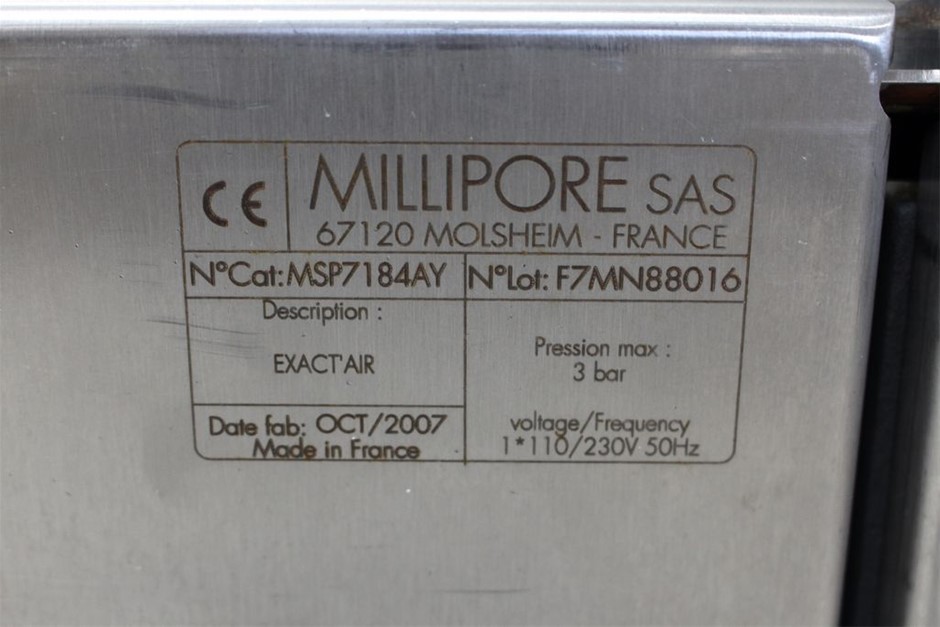 CE
MILLIPORE SAS
67120 MOLSHEIM - FRANCE
N°Cat:MSP7184AY
N°Lot: F7MN88016
Description :
EXACT'AIR
Pression max :
3 bar
Date fab: OCT/2007
Made in France
voltage/Frequency
1*110/230V 50Hz